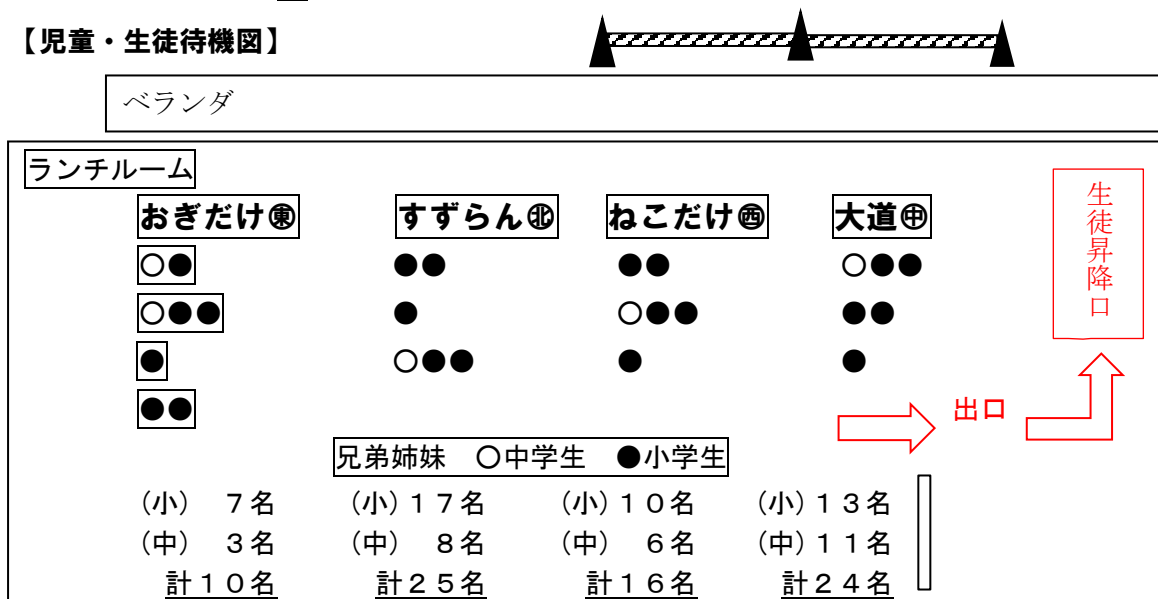 【児童・生徒待機図】
ベランダ
ランチルーム
おぎだけ㊍東
すずらん北
ねこだけ㊁西
大道㊥
生徒昇降口
○●
●●
●●
○●●
○●●
●
○●●
●●
●
○●●
●
●
●●
出口
兄弟姉妹 ○中学生 ●小学生
(小) 7名 (小)17名 (小)10名 (小)13名
(中) 3名 (中) 8名 (中) 6名 (中)11名
計10名 計25名 計16名 計24名